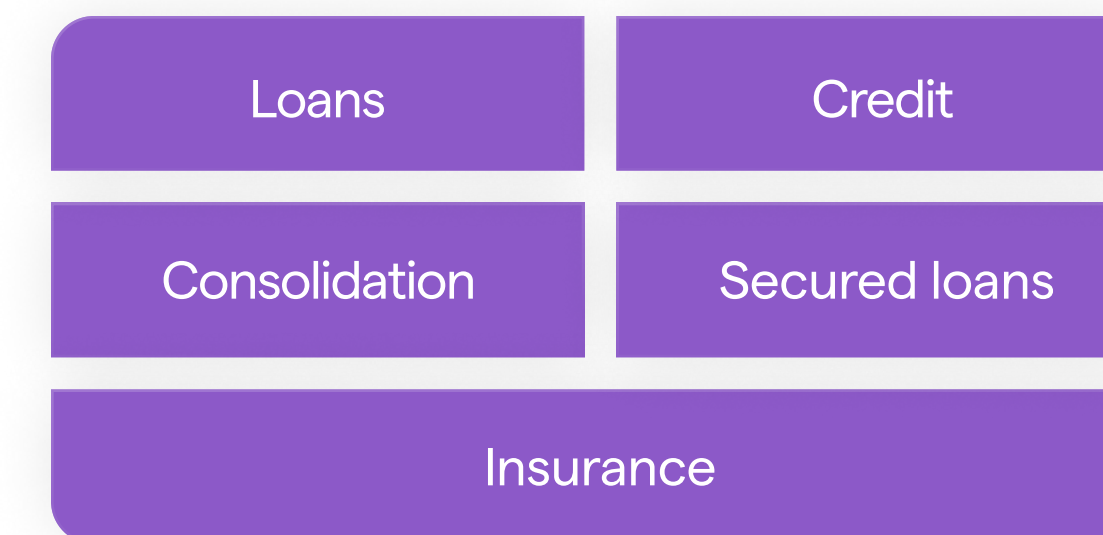 Loans
Credit
Consolidation
Secured loans
Insurance